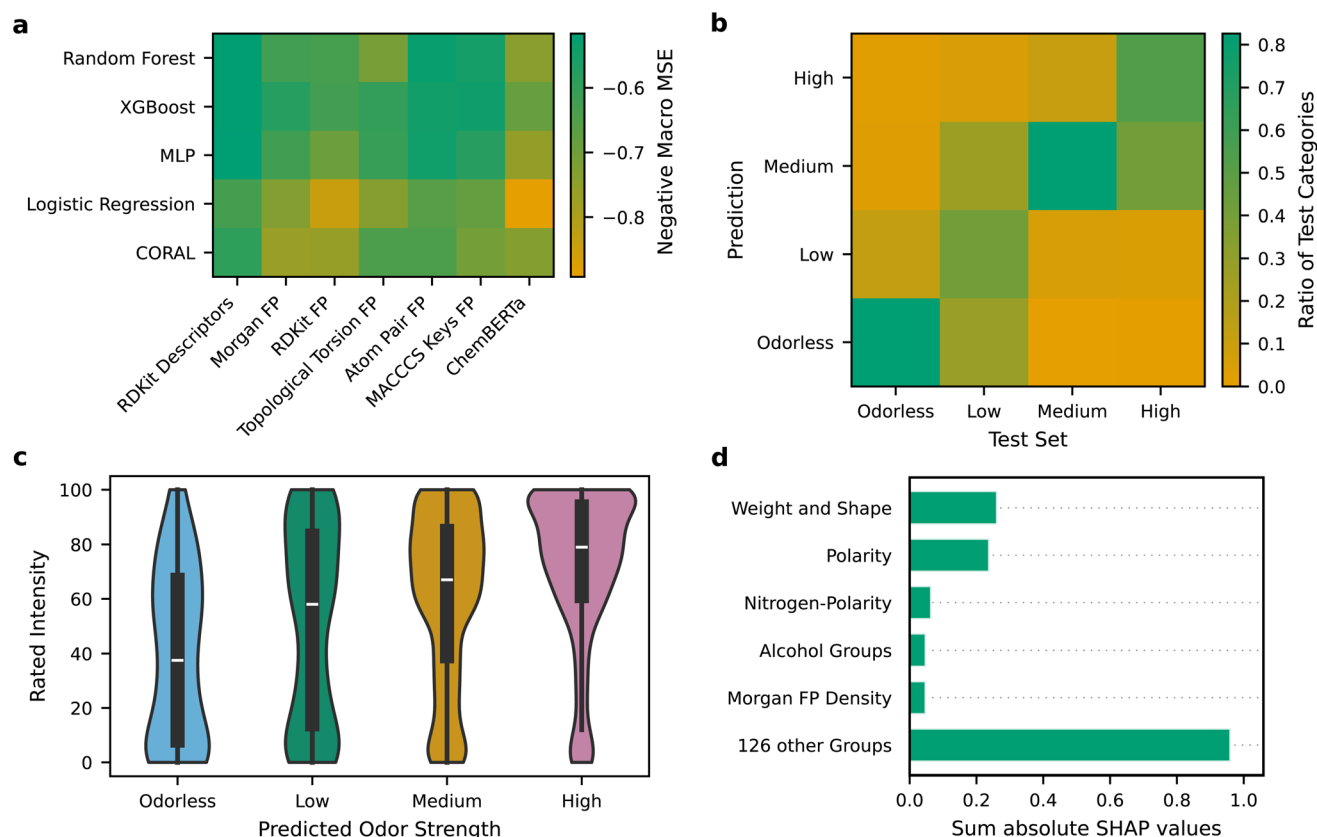 a
Random Forest
XGBoost
MLP
Logistic Regression
CORAL
RDKit Descriptors
Morgan FP
RDKit FP
Topological Torsion FP
Atom Pair FP
MACCCS Keys FP
ChemBERTa
−0.6
−0.7
−0.8
Negative Macro MSE
b
Prediction
High
Medium
Low
Odorless
Odorless Low Medium High
Test Set
0.8
0.7
0.6
0.5
0.4
0.3
0.2
0.1
0.0
Ratio of Test Categories
c
Rated Intensity
100
80
60
40
20
0
Odorless Low Medium High
Predicted Odor Strength
d
Weight and Shape
Polarity
Nitrogen-Polarity
Alcohol Groups
Morgan FP Density
126 other Groups
0.0 0.2 0.4 0.6 0.8 1.0
Sum absolute SHAP values